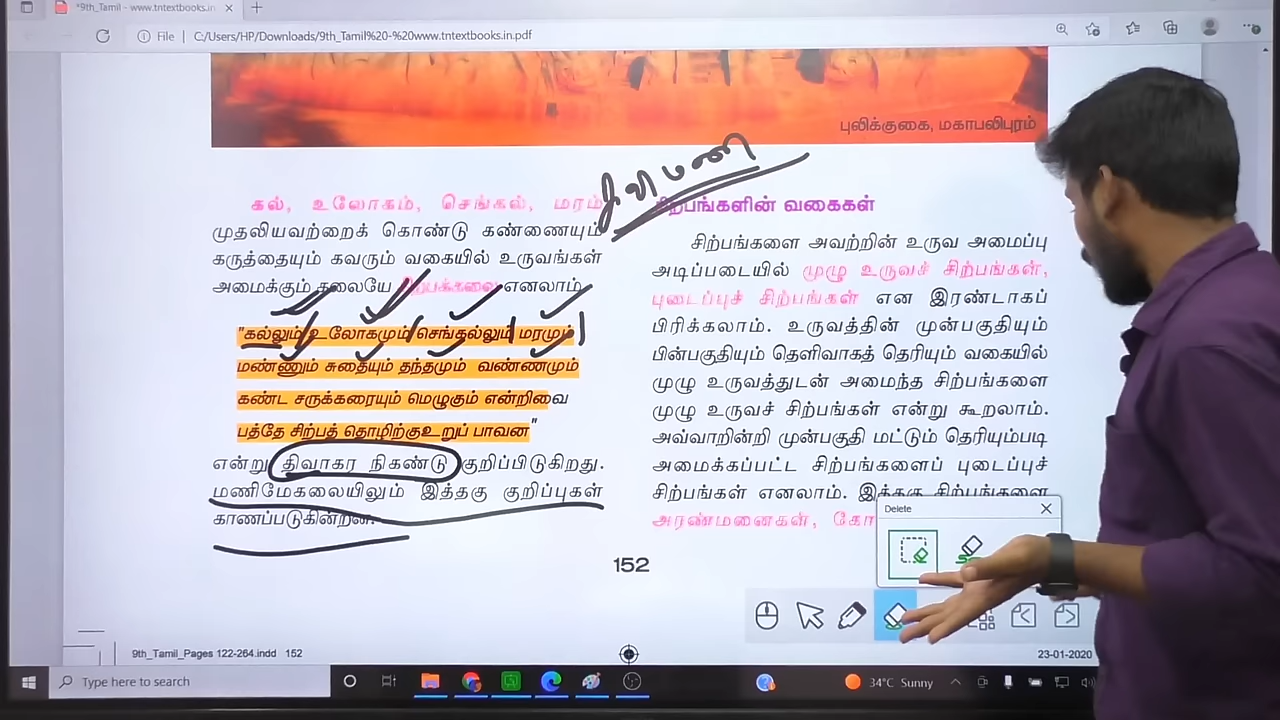 *9th_Tamil - www.tntextbooks.in
File
C:/Users/HP/Downloads/9th_Tamil%20-%20www.tntextbooks.in.pdf
புலிக்குகை, மகாபலிபுரம்
கல், உலோகம், செங்கல், மரம்
முதலியவற்றைக் கொண்டு கண்ணையும்
கருத்தையும் கவரும் வகையில் உருவங்கள்
அமைக்கும் கலையே சிற்பக்கலை எனலாம்.
"கல்லும் உலோகமும் செங்கல்லும் மரமும்
மண்ணும் சுதையும் தந்தமும் வண்ணமும்
கண்ட சருக்கரையும் மெழுகும் என்றிவை
பத்தே சிற்பத் தொழிற்குஉறுப் பாவன"
என்று திவாகர நிகண்டு குறிப்பிடுகிறது.
மணிமேகலையிலும் இத்தகு குறிப்புகள்
காணப்படுகின்றன.
சிற்பங்களின் வகைகள்
சிற்பங்களை அவற்றின் உருவ அமைப்பு
அடிப்படையில் முழு உருவச் சிற்பங்கள்,
புடைப்புச் சிற்பங்கள் என இரண்டாகப்
பிரிக்கலாம். உருவத்தின் முன்பகுதியும்
பின்பகுதியும் தெளிவாகத் தெரியும் வகையில்
முழு உருவத்துடன் அமைந்த சிற்பங்களை
முழு உருவச் சிற்பங்கள் என்று கூறலாம்.
அவ்வாறின்றி முன்பகுதி மட்டும் தெரியும்படி
அமைக்கப்பட்ட சிற்பங்களைப் புடைப்புச்
சிற்பங்கள் எனலாம். இத்தகு சிற்பங்களை
அரண்மனைகள்,
Delete
152
9th_Tamil_Pages 122-264.indd 152
23-01-2020
Type here to search
34°C Sunny